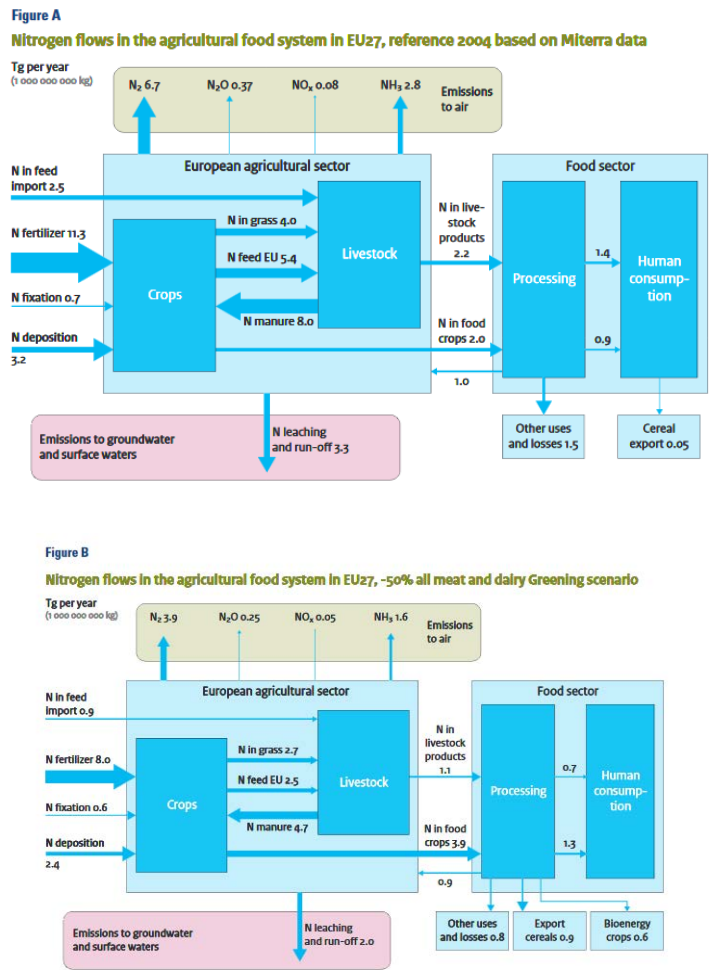 Figure A
Nitrogen flows in the agricultural food system in EU27, reference 2004 based on Miterra data
Tg per year
(1 000 000 000 kg)
N₂ 6.7
N₂O 0.37
NOₓ 0.08
NH₃ 2.8
Emissions
to air
European agricultural sector
Food sector
N in feed
import 2.5
N in grass 4.0
N fertilizer 11.3
N feed EU 5.4
Livestock
N in live-
stock
products
2.2
1.4
Processing
Human
consump-
tion
Crops
N fixation 0.7
N manure 8.0
N deposition
3.2
N in food
crops 2.0
0.9
1.0
Emissions to groundwater
and surface waters
N leaching
and run-off 3.3
Other uses
and losses 1.5
Cereal
export 0.05
Figure B
Nitrogen flows in the agricultural food system in EU27, -50% all meat and dairy Greening scenario
Tg per year
(1 000 000 000 kg)
N₂ 3.9
N₂O 0.25
NOₓ 0.05
NH₃ 1.6
Emissions
to air
European agricultural sector
Food sector
N in feed
import 0.9
N in grass 2.7
N fertilizer 8.0
N feed EU 2.5
Livestock
N in
livestock
products
1.1
0.7
Processing
Human
consump-
tion
Crops
N fixation 0.6
N manure 4.7
N deposition
2.4
N in food
crops 3.9
1.3
0.9
Emissions to groundwater
and surface waters
N leaching
and run-off 2.0
Other uses
and losses 0.8
Export
cereals 0.9
Bioenergy
crops 0.6